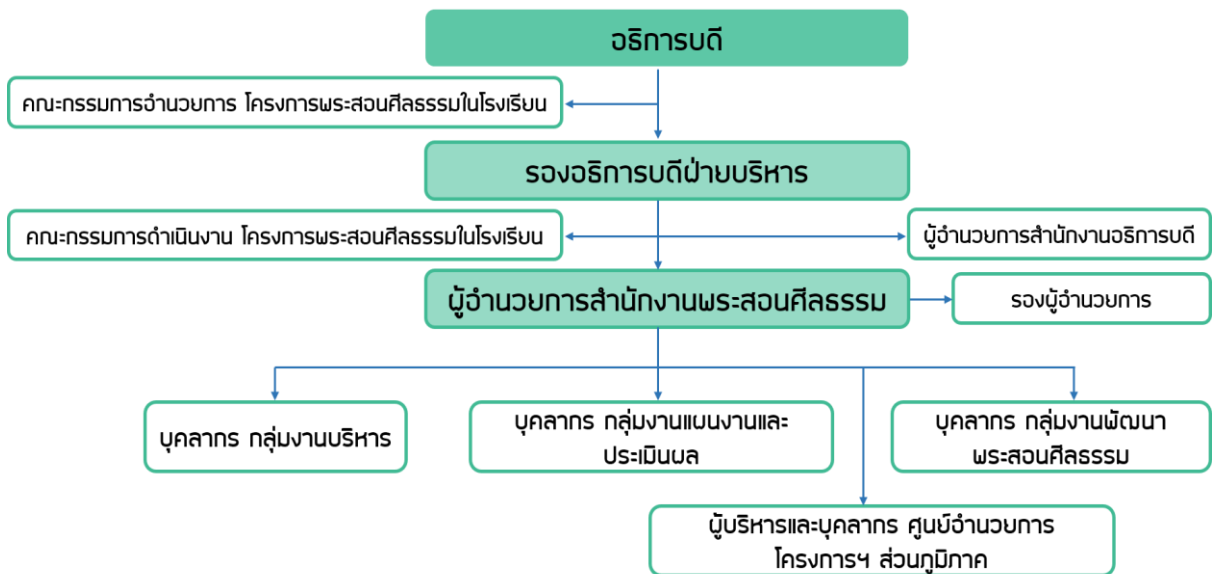 อธิการบดี
คณะกรรมการอำนวยการ โครงการพระสอนศีลธรรมในโรงเรียน
รองอธิการบดีฝ่ายบริหาร
คณะกรรมการดำเนินงาน โครงการพระสอนศีลธรรมในโรงเรียน
ผู้อำนวยการสำนักงานอธิการบดี
ผู้อำนวยการสำนักงานพระสอนศีลธรรม
รองผู้อำนวยการ
บุคลากร กลุ่มงานบริหาร
บุคลากร กลุ่มงานแผนงานและ
ประเมินผล
บุคลากร กลุ่มงานพัฒนา
พระสอนศีลธรรม
ผู้บริหารและบุคลากร ศูนย์อำนวยการ
โครงการฯ ส่วนภูมิภาค